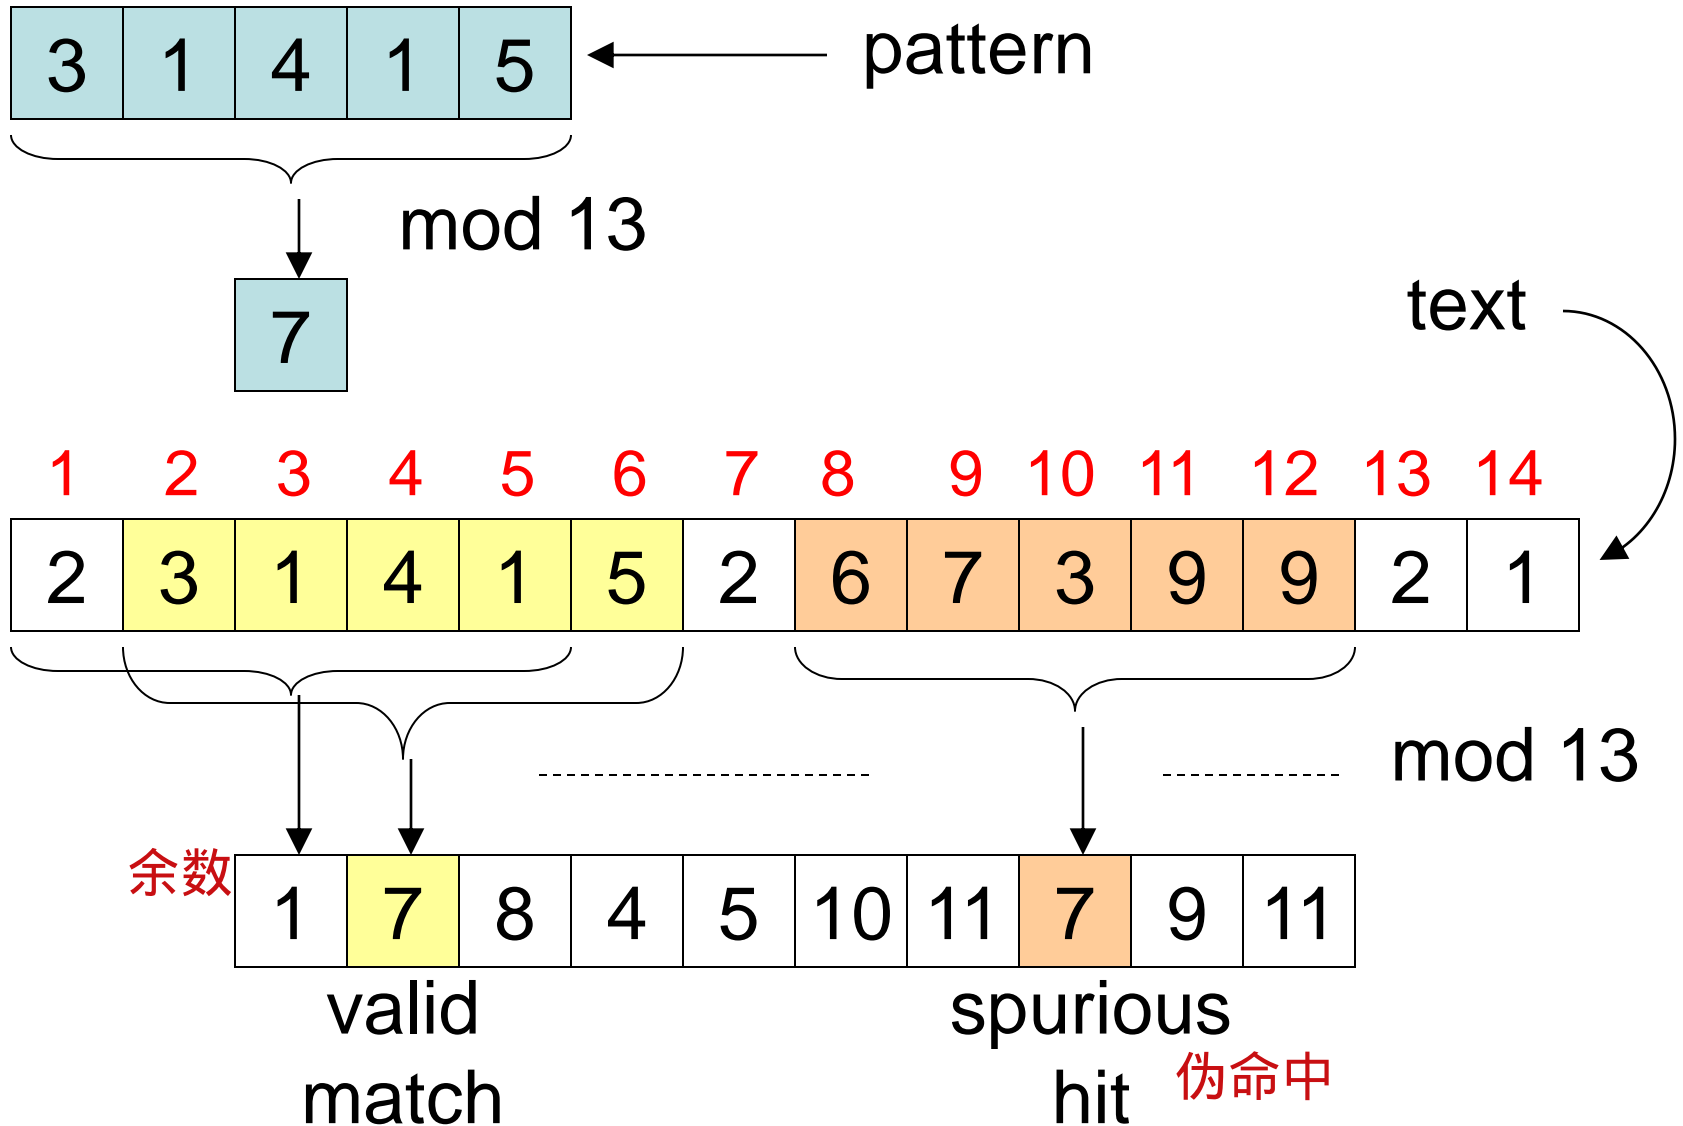 3 1 4 1 5 pattern
mod 13
7
text
1 2 3 4 5 6 7 8 9 10 11 12 13 14
2 3 1 4 1 5 2 6 7 3 9 9 2 1
mod 13
余数 1 7 8 4 5 10 11 7 9 11
valid spurious
match hit 伪命中